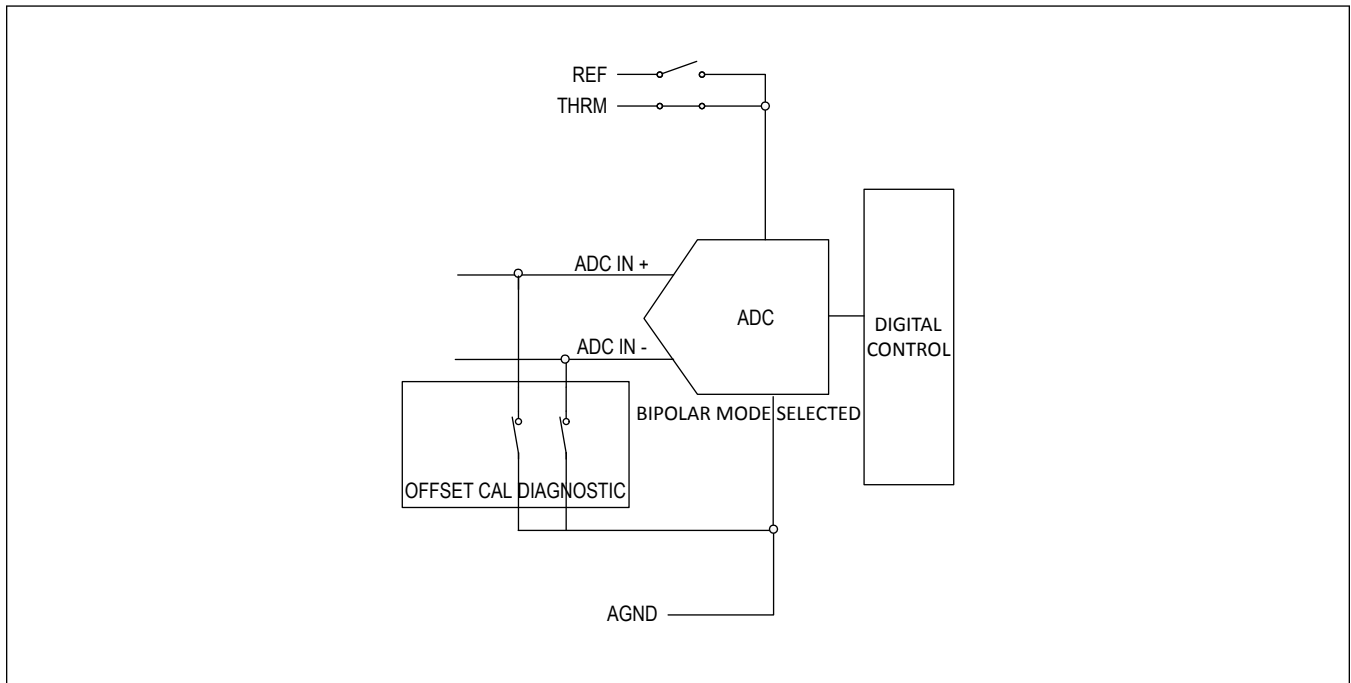 REF
THRM
ADC IN +
ADC
DIGITAL
CONTROL
ADC IN -
BIPOLAR MODE SELECTED
OFFSET CAL DIAGNOSTIC
AGND